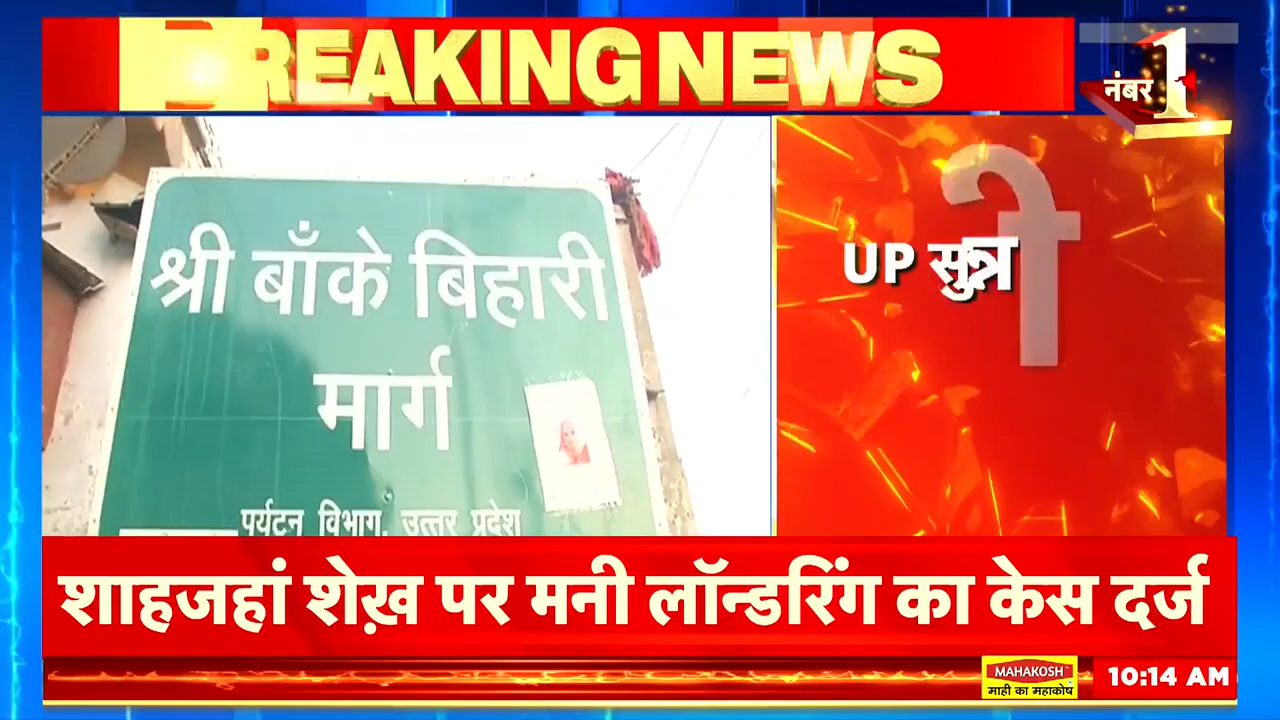 BREAKING NEWS
नंबर 1
श्री बाँके बिहारी
मार्ग
पर्यटन विभाग, उत्तर प्रदेश
UP सुन्नी
शाहजहां शेख़ पर मनी लॉन्डरिंग का केस दर्ज
MAHAKOSH
माही का महाकोष
10:14 AM